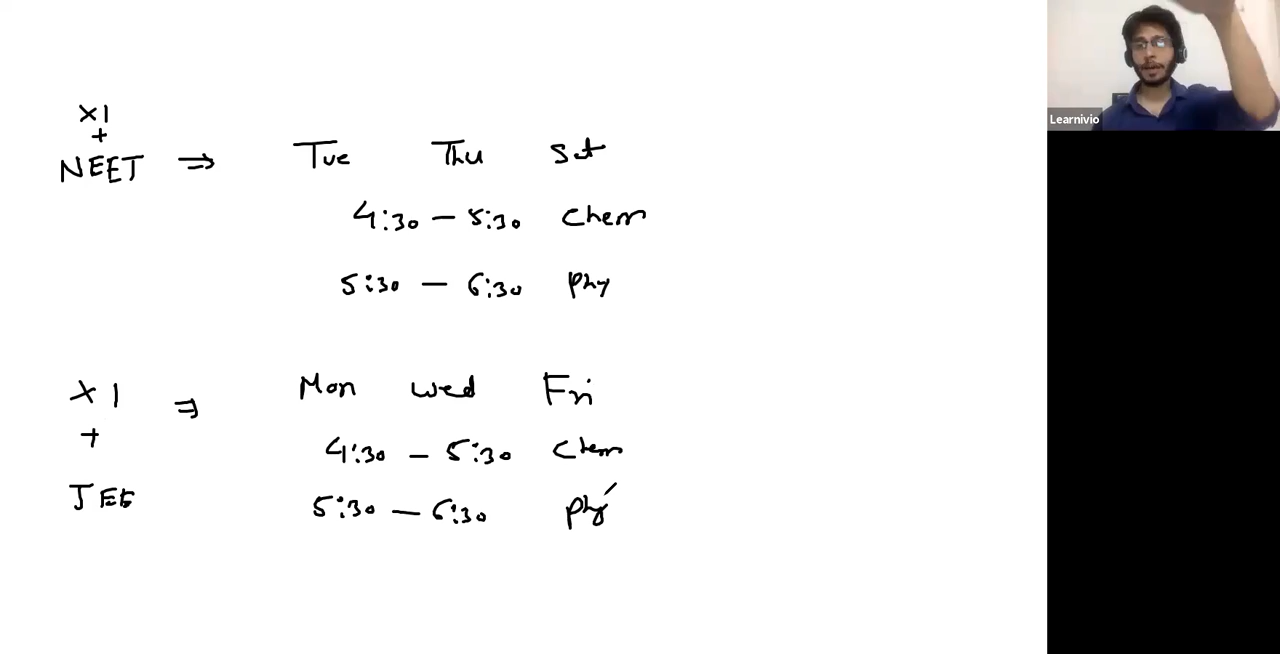 XI
+
NEET ⇒ Tue Thu Sat
4:30 – 5:30 Chem
5:30 – 6:30 Phy
XI ⇒ Mon Wed Fri
+
4:30 – 5:30 Chem
JEE
5:30 – 6:30 Phy
Learnivio